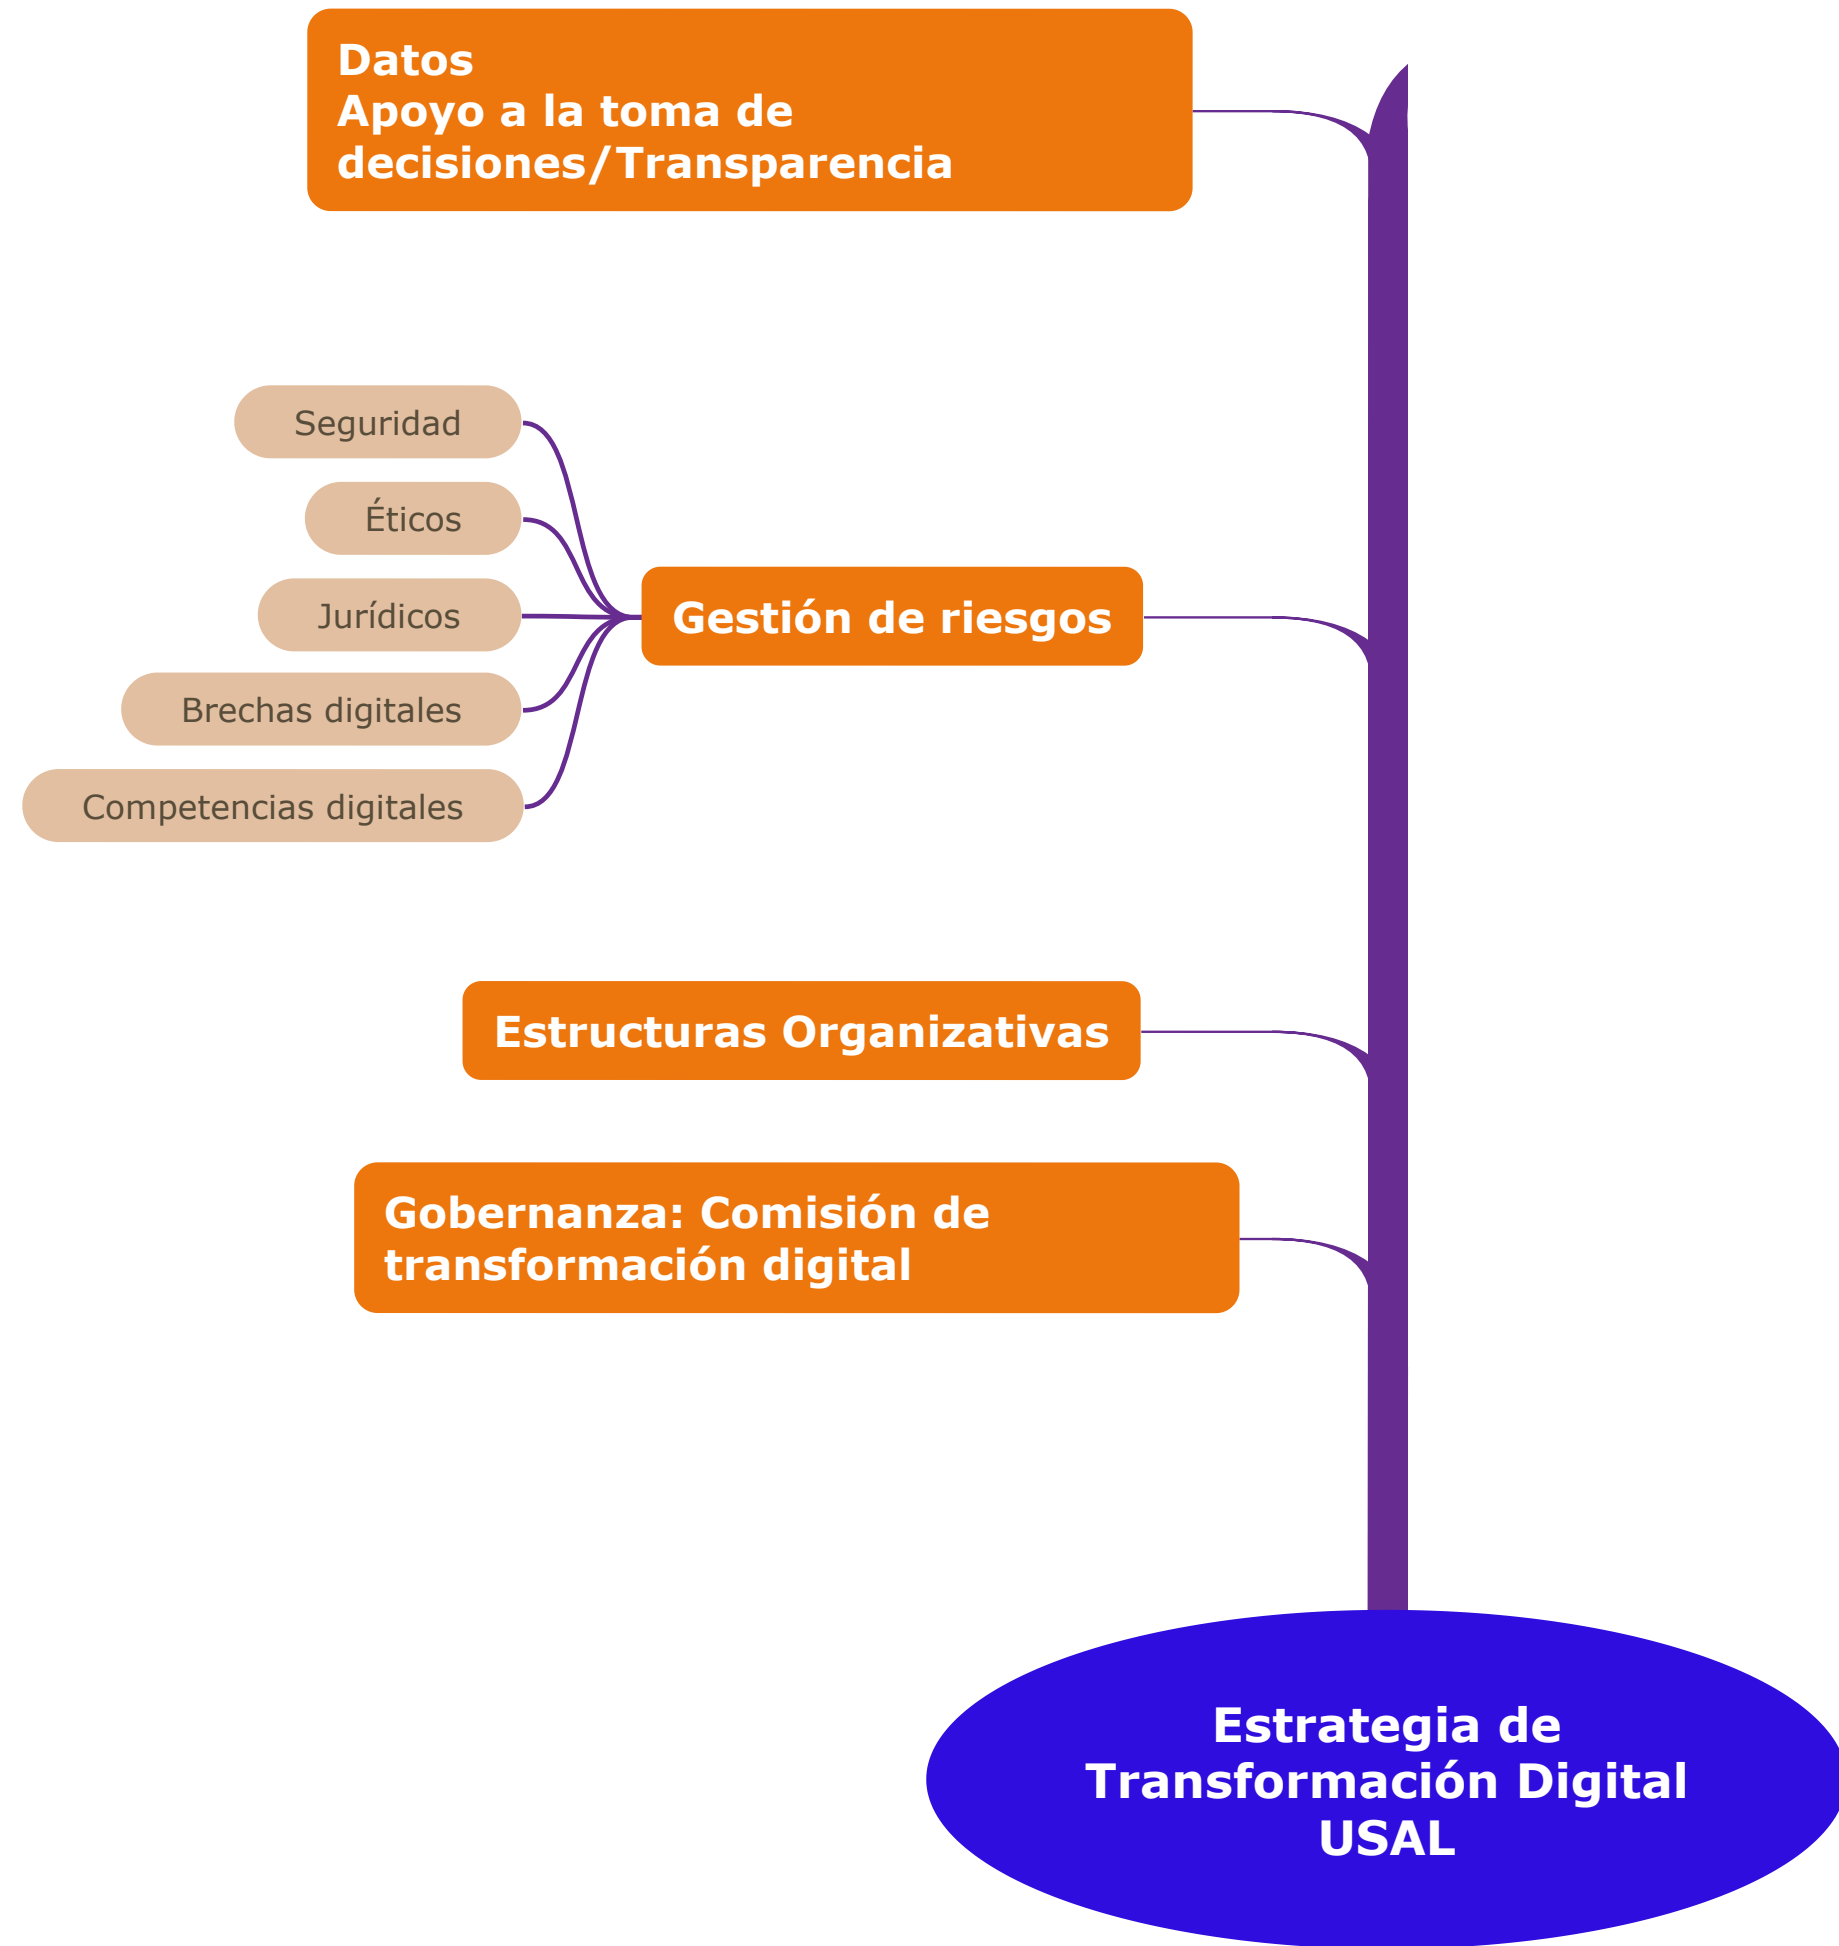 Datos
Apoyo a la toma de
decisiones/Transparencia
Seguridad
Éticos
Jurídicos
Brechas digitales
Competencias digitales
Gestión de riesgos
Estructuras Organizativas
Gobernanza: Comisión de
transformación digital
Estrategia de
Transformación Digital
USAL